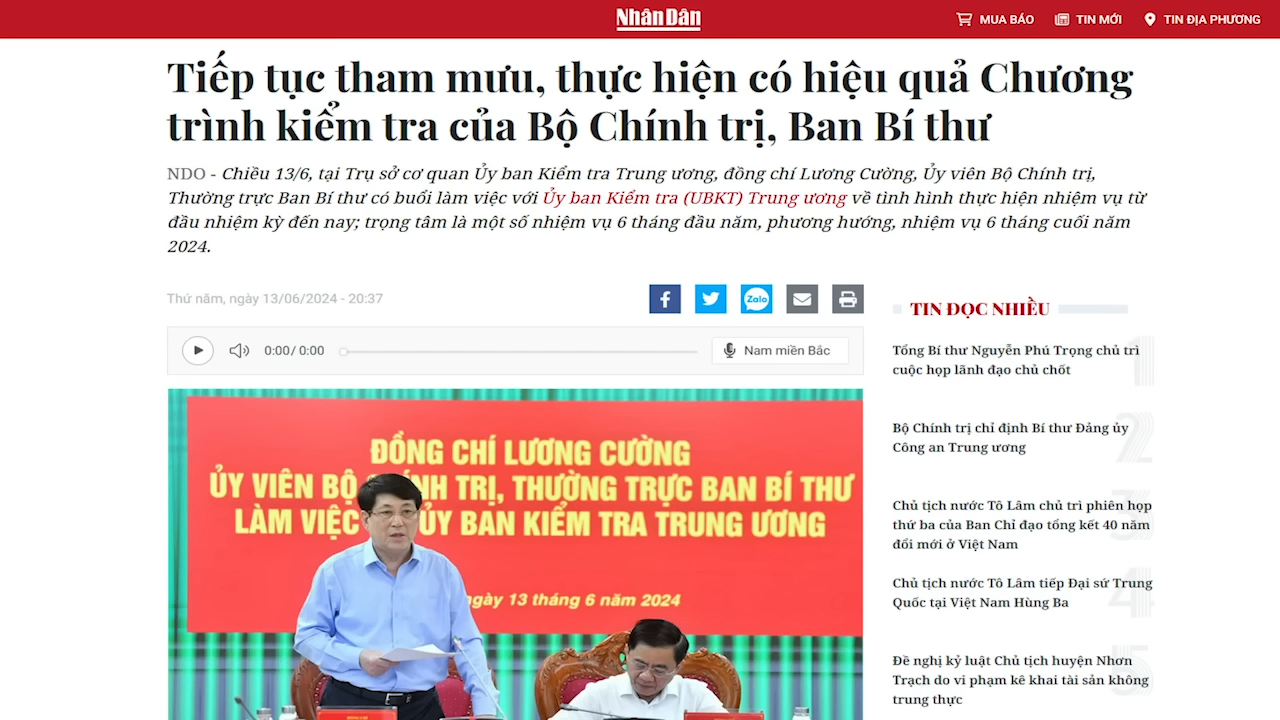 Nhân Dân
MUA BÁO
TIN MỚI
TIN ĐỊA PHƯƠNG
Tiếp tục tham mưu, thực hiện có hiệu quả Chương
trình kiểm tra của Bộ Chính trị, Ban Bí thư
NDO - Chiều 13/6, tại Trụ sở cơ quan Ủy ban Kiểm tra Trung ương, đồng chí Lương Cường, Ủy viên Bộ Chính trị,
Thường trực Ban Bí thư có buổi làm việc với Ủy ban Kiểm tra (UBKT) Trung ương về tình hình thực hiện nhiệm vụ từ
đầu nhiệm kỳ đến nay; trọng tâm là một số nhiệm vụ 6 tháng đầu năm, phương hướng, nhiệm vụ 6 tháng cuối năm
2024.
Thứ năm, ngày 13/06/2024 - 20:37
Zalo
0:00/ 0:00
Nam miền Bắc
ĐỒNG CHÍ LƯƠNG CƯỜNG
ỦY VIÊN BỘ CHÍNH TRỊ, THƯỜNG TRỰC BAN BÍ THƯ
LÀM VIỆC ỦY BAN KIỂM TRA TRUNG ƯƠNG
ngày 13 tháng 6 năm 2024
TIN ĐỌC NHIỀU
1
Tổng Bí thư Nguyễn Phú Trọng chủ trì
cuộc họp lãnh đạo chủ chốt
2
Bộ Chính trị chỉ định Bí thư Đảng ủy
Công an Trung ương
3
Chủ tịch nước Tô Lâm chủ trì phiên họp
thứ ba của Ban Chỉ đạo tổng kết 40 năm
đổi mới ở Việt Nam
4
Chủ tịch nước Tô Lâm tiếp Đại sứ Trung
Quốc tại Việt Nam Hùng Ba
5
Đề nghị kỷ luật Chủ tịch huyện Nhơn
Trạch do vi phạm kê khai tài sản không
trung thực